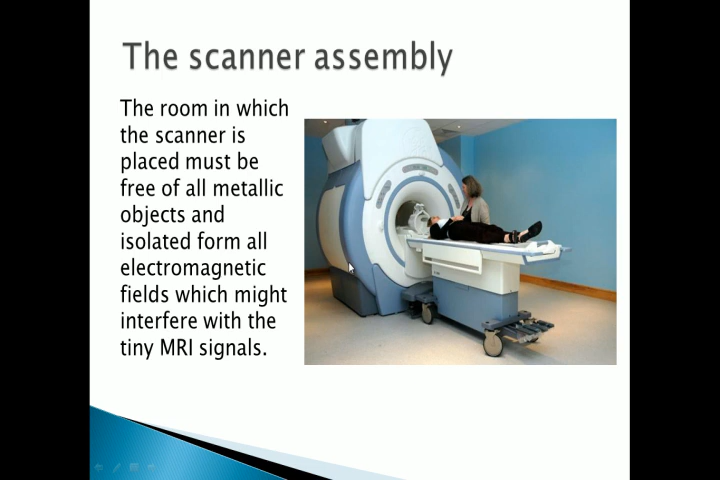 The scanner assembly
The room in which
the scanner is
placed must be
free of all metallic
objects and
isolated form all
electromagnetic
fields which might
interfere with the
tiny MRI signals.